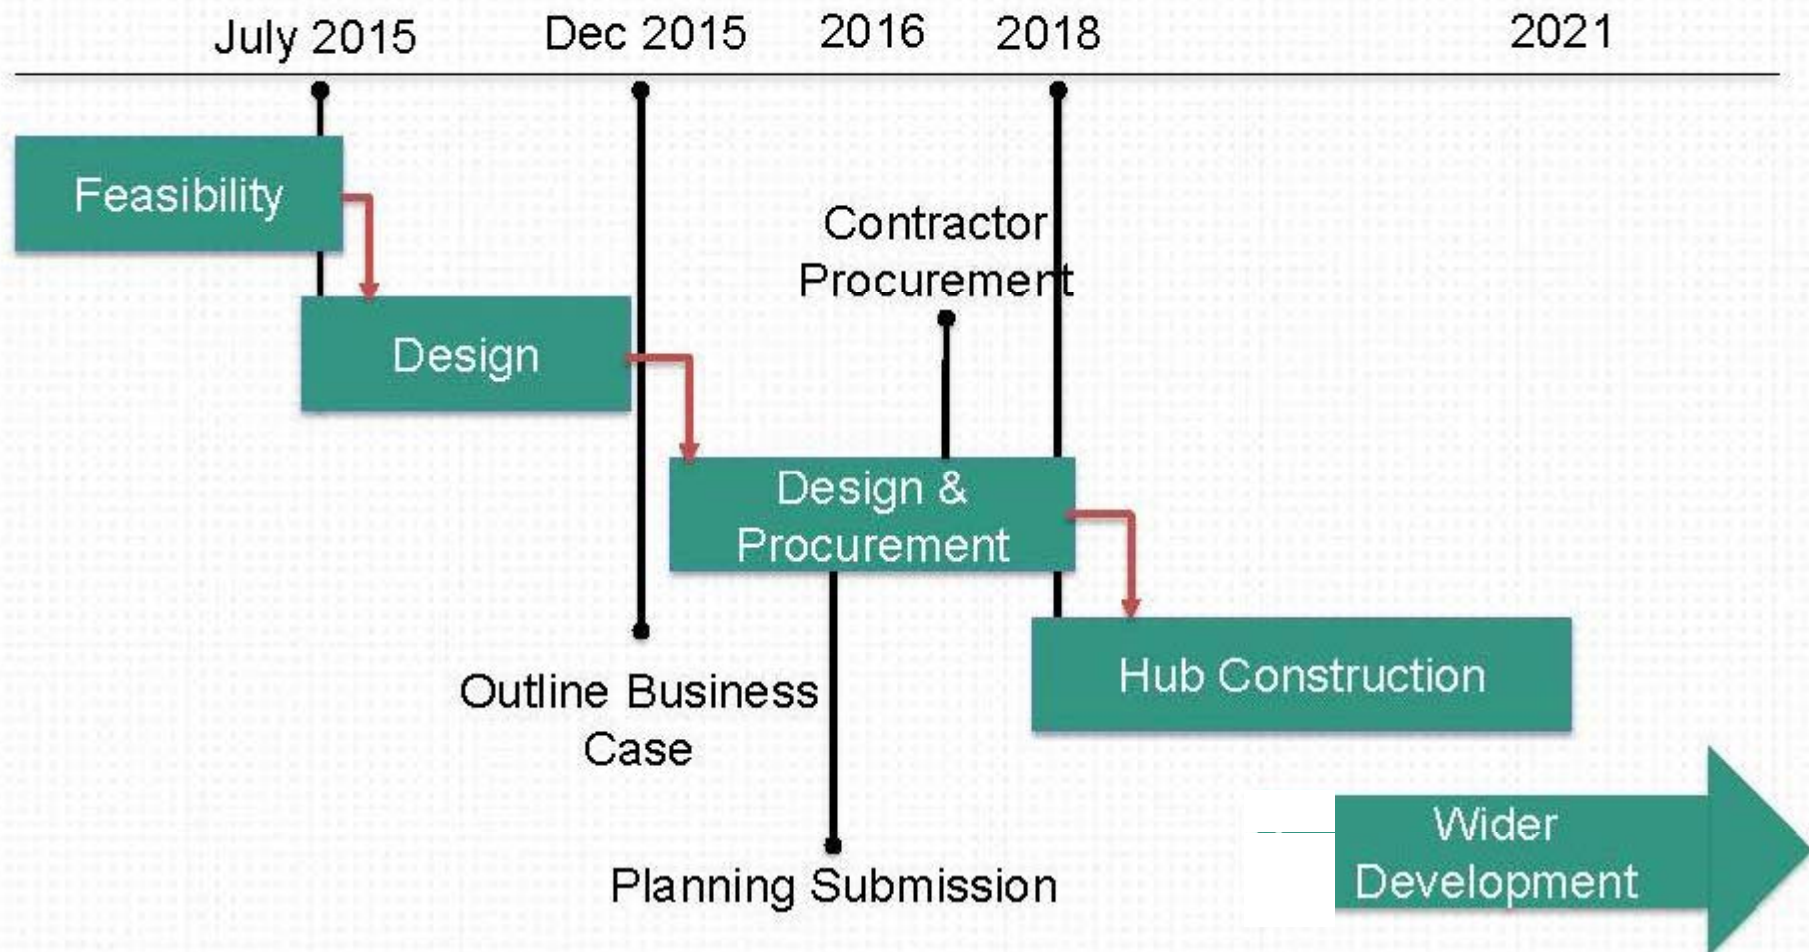 July 2015
Dec 2015
2016
2018
2021
Feasibility
Contractor
Procurement
Design
Design &
Procurement
Hub Construction
Outline Business
Case
Wider
Development
Planning Submission